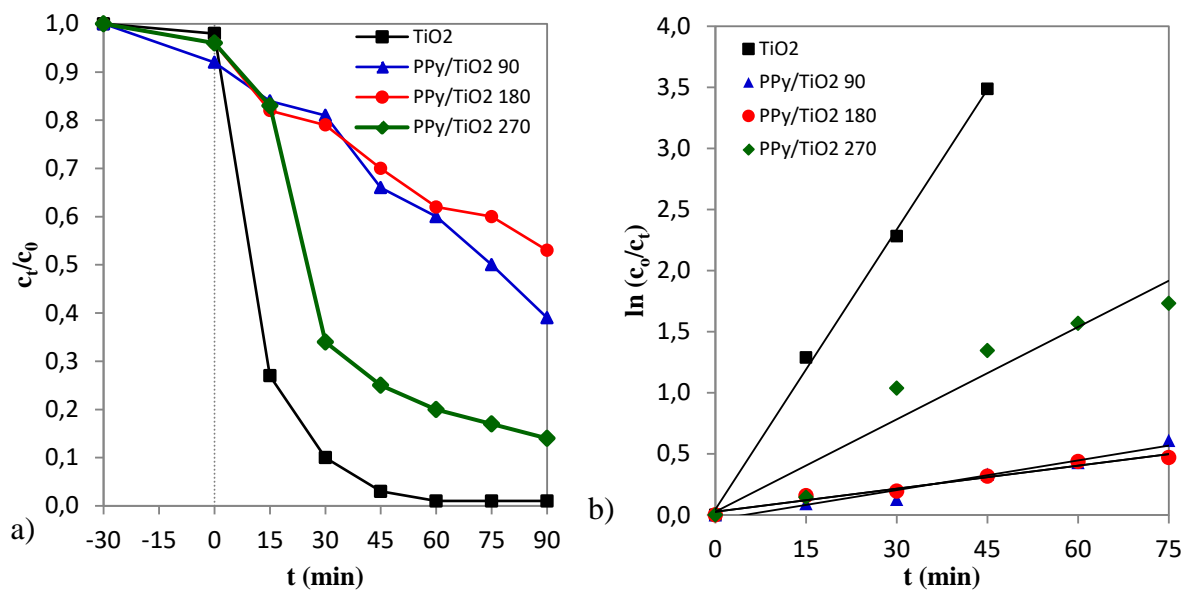 1,0
0,9
0,8
0,7
0,6
0,5
0,4
0,3
0,2
0,1
0,0
cₜ/c₀
TiO2
PPy/TiO2 90
PPy/TiO2 180
PPy/TiO2 270
-30 -15 0 15 30 45 60 75 90
t (min)
a)
4,0
3,5
3,0
2,5
2,0
1,5
1,0
0,5
0,0
ln (cₒ/cₜ)
TiO2
PPy/TiO2 90
PPy/TiO2 180
PPy/TiO2 270
0 15 30 45 60 75
t (min)
b)